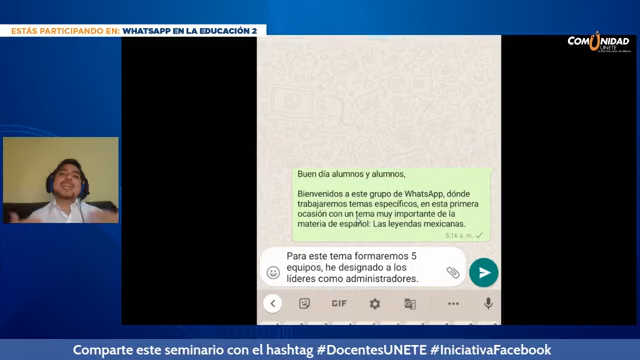 ESTÁS PARTICIPANDO EN: WHATSAPP EN LA EDUCACIÓN 2
COMUNIDAD
UNETE
Buen día alumnos y alumnos,
Bienvenidos a este grupo de WhatsApp, dónde
trabajaremos temas específicos, en esta primera
ocasión con un tema muy importante de la
materia de español: Las leyendas mexicanas.
5:16 a. m.
Para este tema formaremos 5
equipos, he designado a los
líderes como administradores.
GIF
Comparte este seminario con el hashtag #DocentesUNETE #IniciativaFacebook